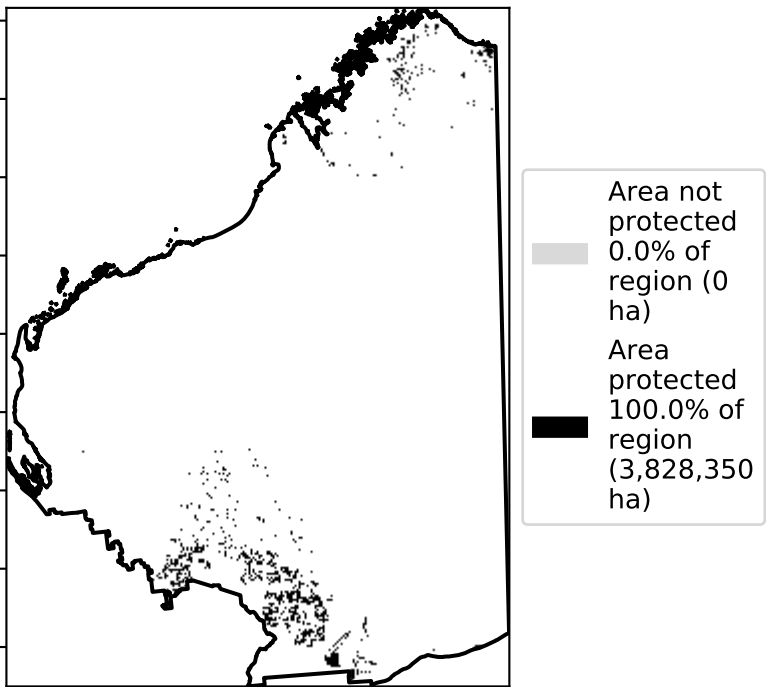 Area not
protected
0.0% of
region (0
ha)
Area
protected
100.0% of
region
(3,828,350
ha)